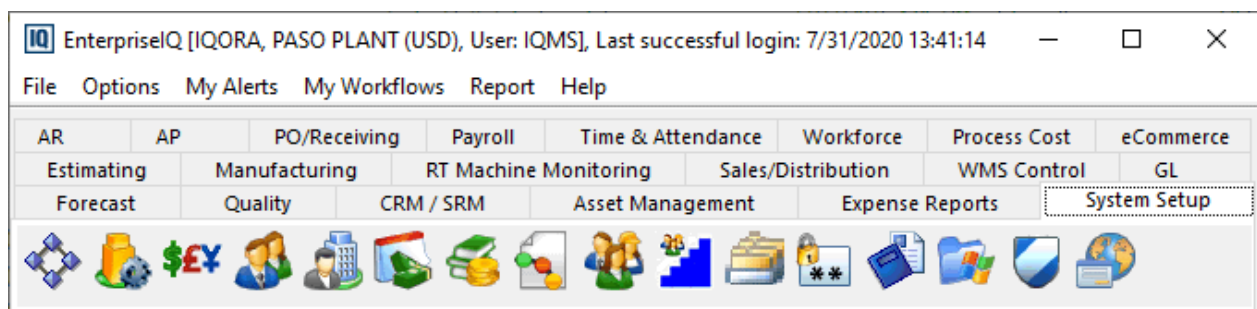 IQ EnterpriseIQ [IQORA, PASO PLANT (USD), User: IQMS], Last successful login: 7/31/2020 13:41:14
File Options My Alerts My Workflows Report Help
AR AP PO/Receiving Payroll Time & Attendance Workforce Process Cost eCommerce
Estimating Manufacturing RT Machine Monitoring Sales/Distribution WMS Control GL
Forecast Quality CRM / SRM Asset Management Expense Reports System Setup
$£¥ **